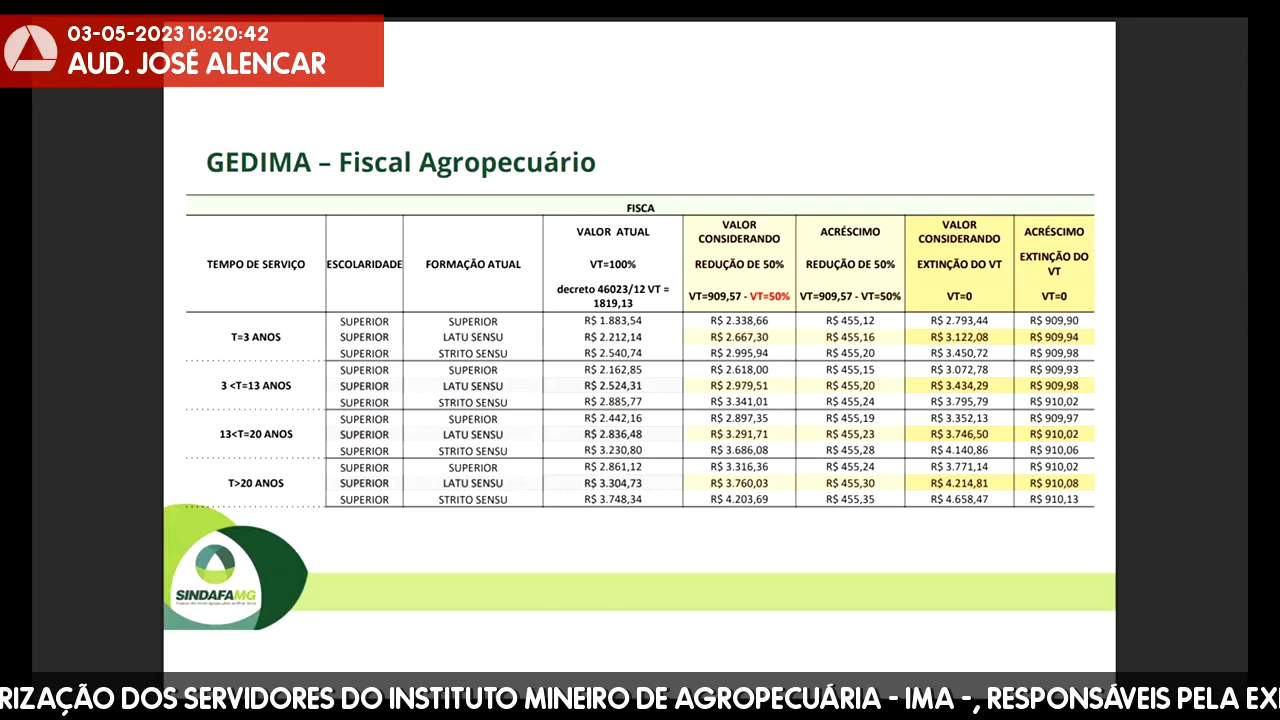 03-05-2023 16:20:42
AUD. JOSÉ ALENCAR
GEDIMA – Fiscal Agropecuário
FISCA
TEMPO DE SERVIÇO ESCOLARIDADE FORMAÇÃO ATUAL VALOR ATUAL VT=100% decreto 46023/12 VT = 1819,13 VALOR CONSIDERANDO REDUÇÃO DE 50% VT=909,57 - VT=50% ACRÉSCIMO REDUÇÃO DE 50% VT=909,57 - VT=50% VALOR CONSIDERANDO EXTINÇÃO DO VT VT=0 ACRÉSCIMO EXTINÇÃO DO VT VT=0
T=3 ANOS
SUPERIOR SUPERIOR R$ 1.883,54 R$ 2.338,66 R$ 455,12 R$ 2.793,44 R$ 909,90
SUPERIOR LATU SENSU R$ 2.212,14 R$ 2.667,30 R$ 455,16 R$ 3.122,08 R$ 909,94
SUPERIOR STRITO SENSU R$ 2.540,74 R$ 2.995,94 R$ 455,20 R$ 3.450,72 R$ 909,98
3 <T=13 ANOS
SUPERIOR SUPERIOR R$ 2.162,85 R$ 2.618,00 R$ 455,15 R$ 3.072,78 R$ 909,93
SUPERIOR LATU SENSU R$ 2.524,31 R$ 2.979,51 R$ 455,20 R$ 3.434,29 R$ 909,98
SUPERIOR STRITO SENSU R$ 2.885,77 R$ 3.341,01 R$ 455,24 R$ 3.795,79 R$ 910,02
13<T=20 ANOS
SUPERIOR SUPERIOR R$ 2.442,16 R$ 2.897,35 R$ 455,19 R$ 3.352,13 R$ 909,97
SUPERIOR LATU SENSU R$ 2.836,48 R$ 3.291,71 R$ 455,23 R$ 3.746,50 R$ 910,02
SUPERIOR STRITO SENSU R$ 3.230,80 R$ 3.686,08 R$ 455,28 R$ 4.140,86 R$ 910,06
T>20 ANOS
SUPERIOR SUPERIOR R$ 2.861,12 R$ 3.316,36 R$ 455,24 R$ 3.771,14 R$ 910,02
SUPERIOR LATU SENSU R$ 3.304,73 R$ 3.760,03 R$ 455,30 R$ 4.214,81 R$ 910,08
SUPERIOR STRITO SENSU R$ 3.748,34 R$ 4.203,69 R$ 455,35 R$ 4.658,47 R$ 910,13
SINDAFAMG
RIZAÇÃO DOS SERVIDORES DO INSTITUTO MINEIRO DE AGROPECUÁRIA - IMA -, RESPONSÁVEIS PELA EX